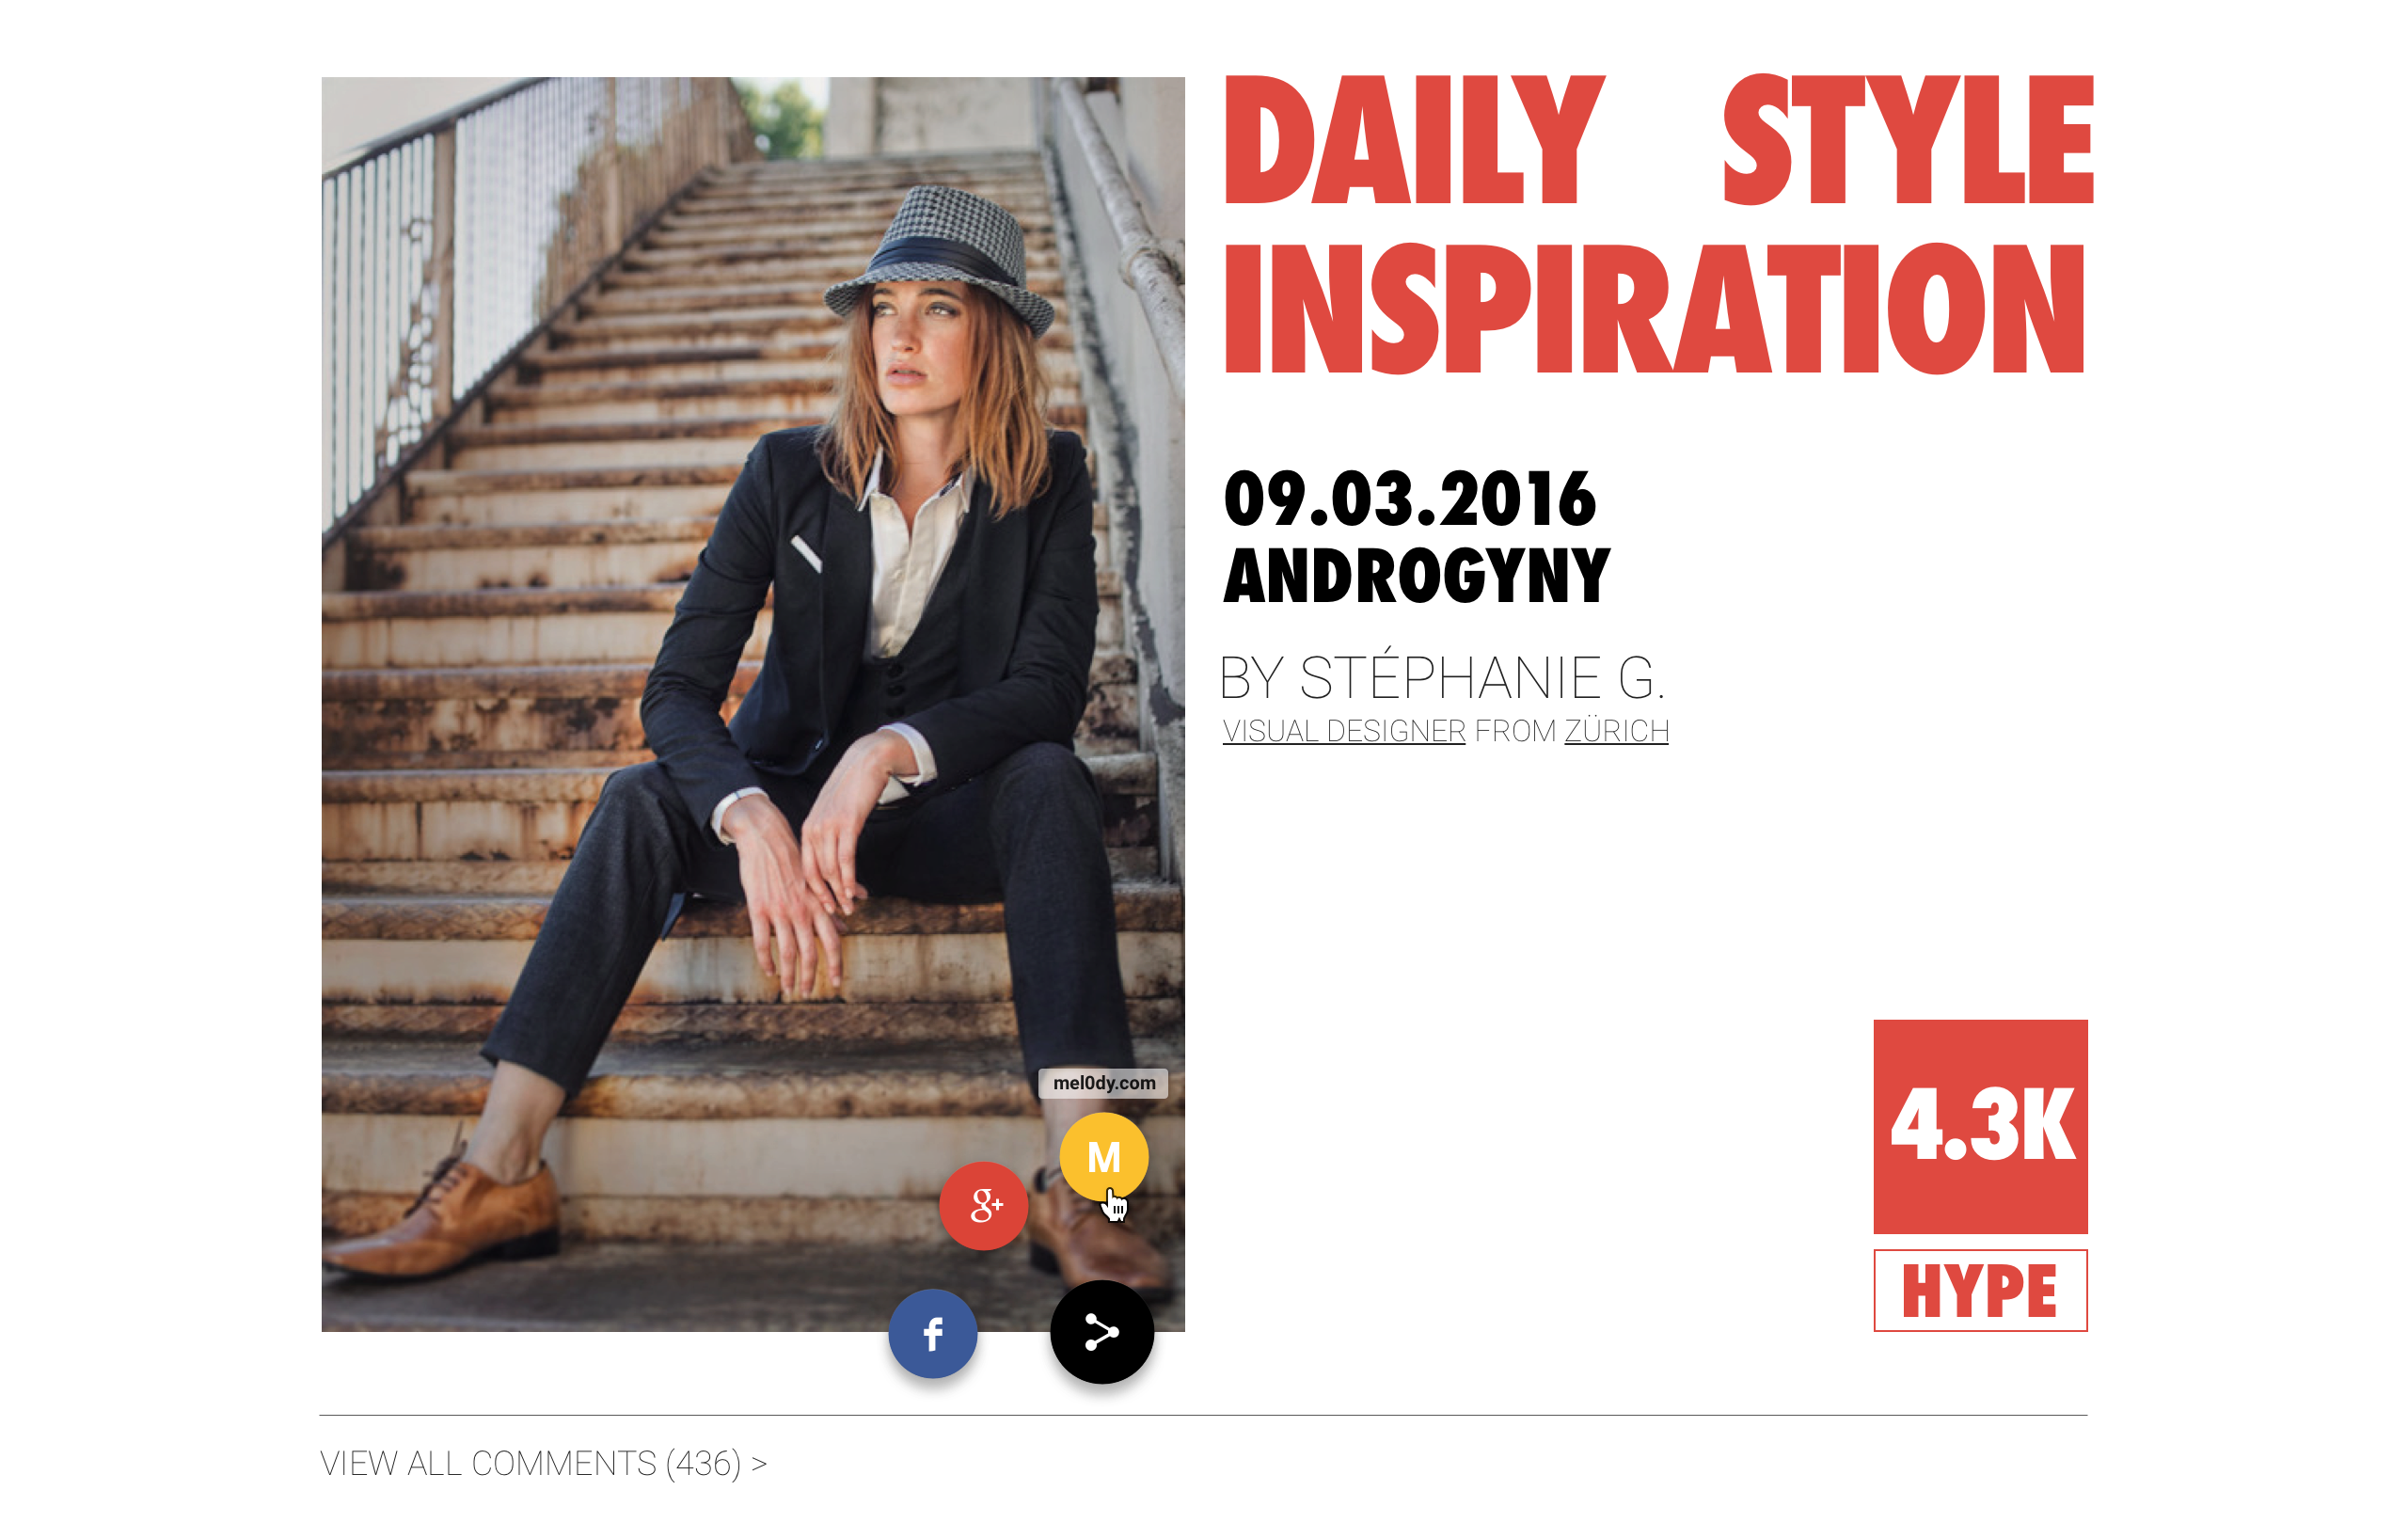 DAILY STYLE
INSPIRATION
09.03.2016
ANDROGYNY
BY STÉPHANIE G.
VISUAL DESIGNER FROM ZÜRICH
mel0dy.com
M
g+
f
4.3K
HYPE
VIEW ALL COMMENTS (436) >